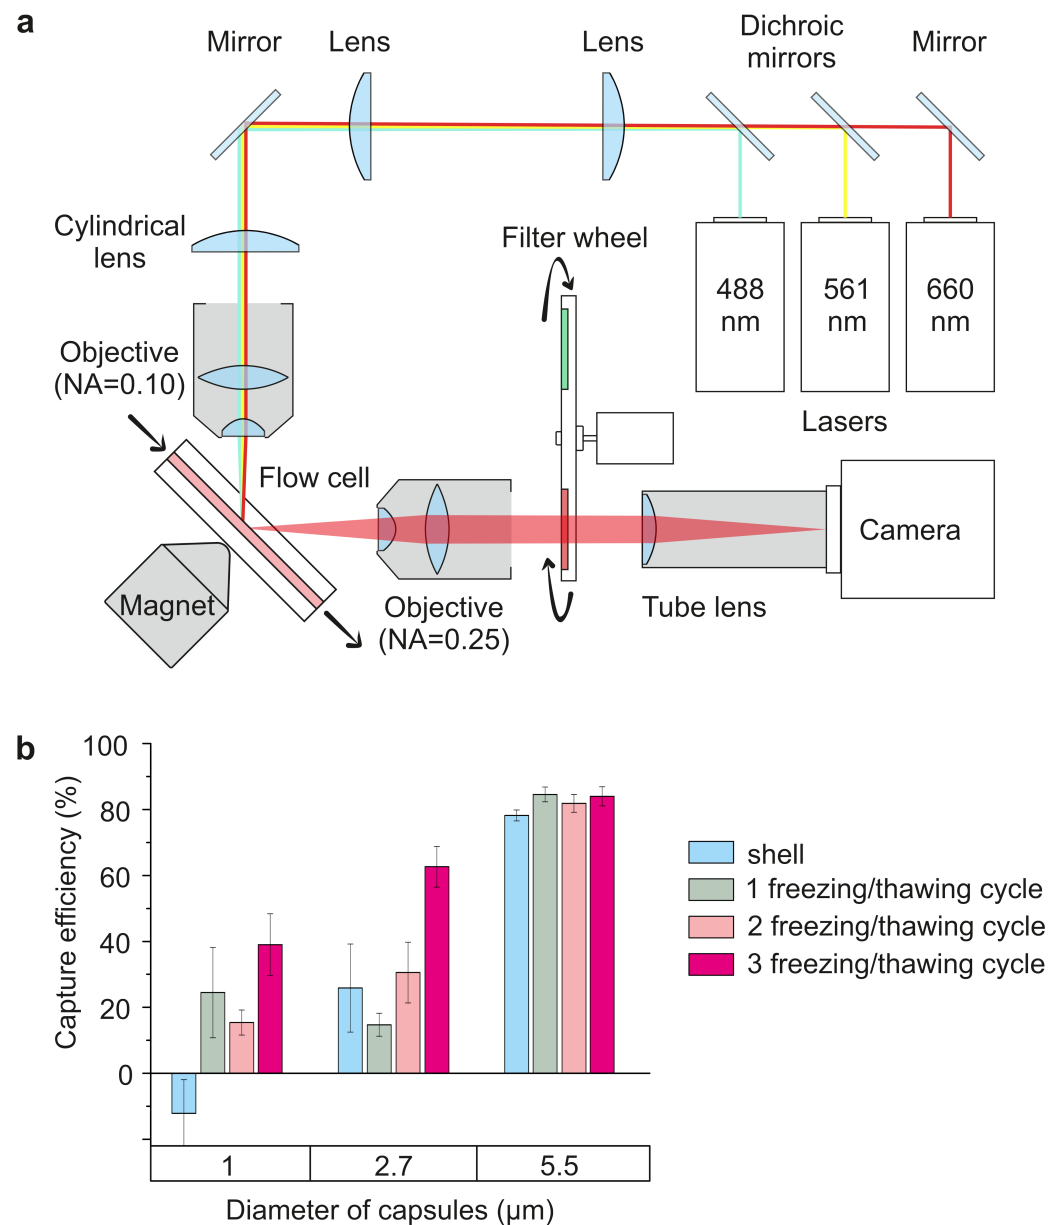 a
Mirror
Lens
Lens
Dichroic
mirrors
Mirror
Cylindrical
lens
Filter wheel
488
nm
561
nm
660
nm
Objective
(NA=0.10)
Lasers
Flow cell
Camera
Magnet
Objective
(NA=0.25)
Tube lens
b
Capture efficiency (%)
100
80
60
40
20
0
shell
1 freezing/thawing cycle
2 freezing/thawing cycle
3 freezing/thawing cycle
1
2.7
5.5
Diameter of capsules (µm)